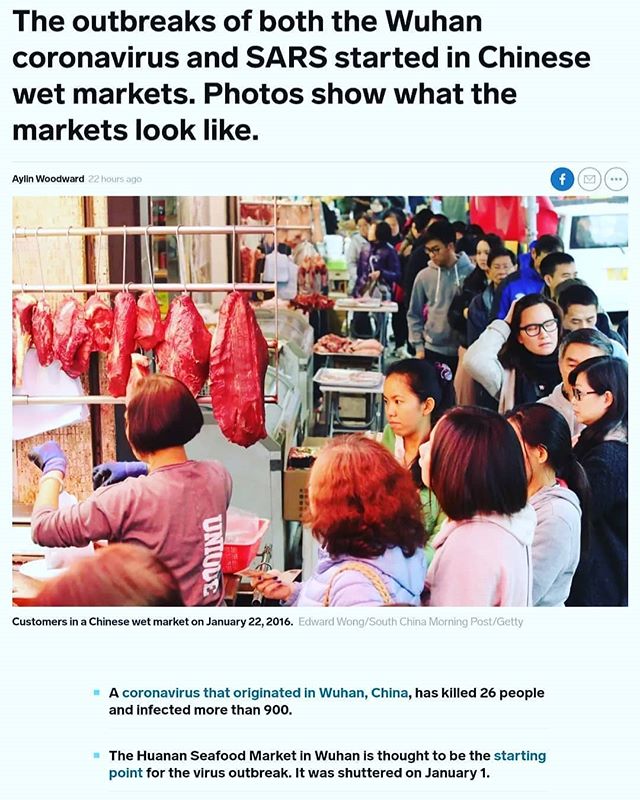 The outbreaks of both the Wuhan
coronavirus and SARS started in Chinese
wet markets. Photos show what the
markets look like.
Aylin Woodward 22 hours ago
f
UNIQUE
Customers in a Chinese wet market on January 22, 2016. Edward Wong/South China Morning Post/Getty
A coronavirus that originated in Wuhan, China, has killed 26 people
and infected more than 900.
The Huanan Seafood Market in Wuhan is thought to be the starting
point for the virus outbreak. It was shuttered on January 1.